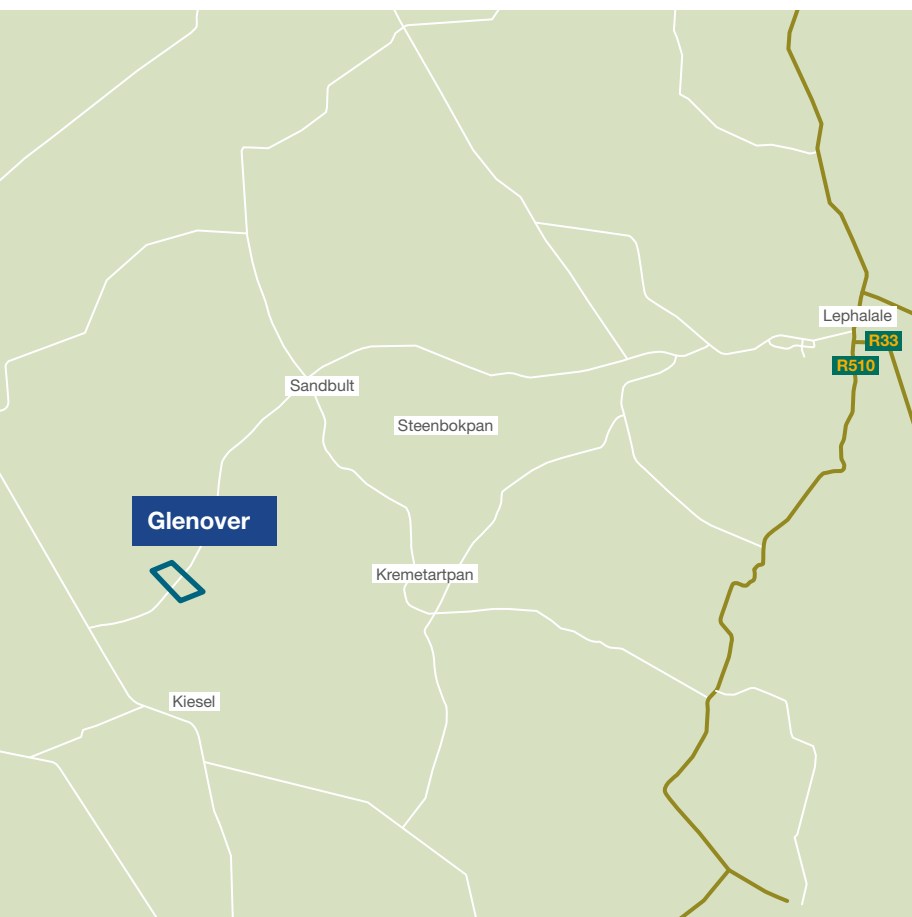 Lephalale
R33
R510
Sandbult
Steenbokpan
Glenover
Kremetartpan
Kiesel